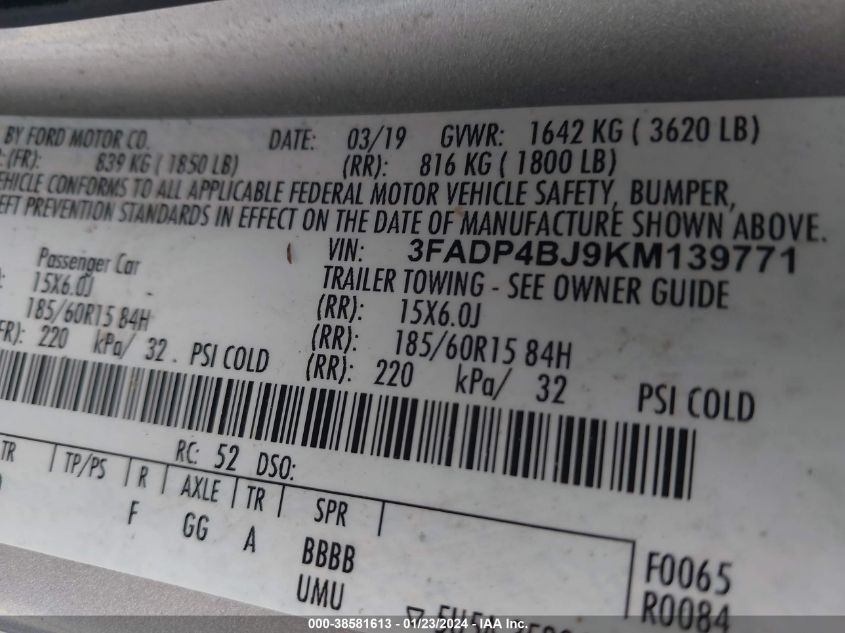 BY FORD MOTOR CO. DATE: 03/19 GVWR: 1642 KG ( 3620 LB)
(FR): 839 KG ( 1850 LB) (RR): 816 KG ( 1800 LB)
EHICLE CONFORMS TO ALL APPLICABLE FEDERAL MOTOR VEHICLE SAFETY, BUMPER,
EFT PREVENTION STANDARDS IN EFFECT ON THE DATE OF MANUFACTURE SHOWN ABOVE.
VIN: 3FADP4BJ9KM139771
Passenger Car TRAILER TOWING - SEE OWNER GUIDE
15X6.0J (RR): 15X6.0J
185/60R15 84H (RR): 185/60R15 84H
FR): 220 kPa/ 32 PSI COLD (RR): 220 kPa/ 32 PSI COLD
RC: 52 DSO:
TR TP/PS R AXLE TR SPR
F GG A BBBB F0065
UMU R0084
000-38581613 - 01/23/2024 - IAA Inc.